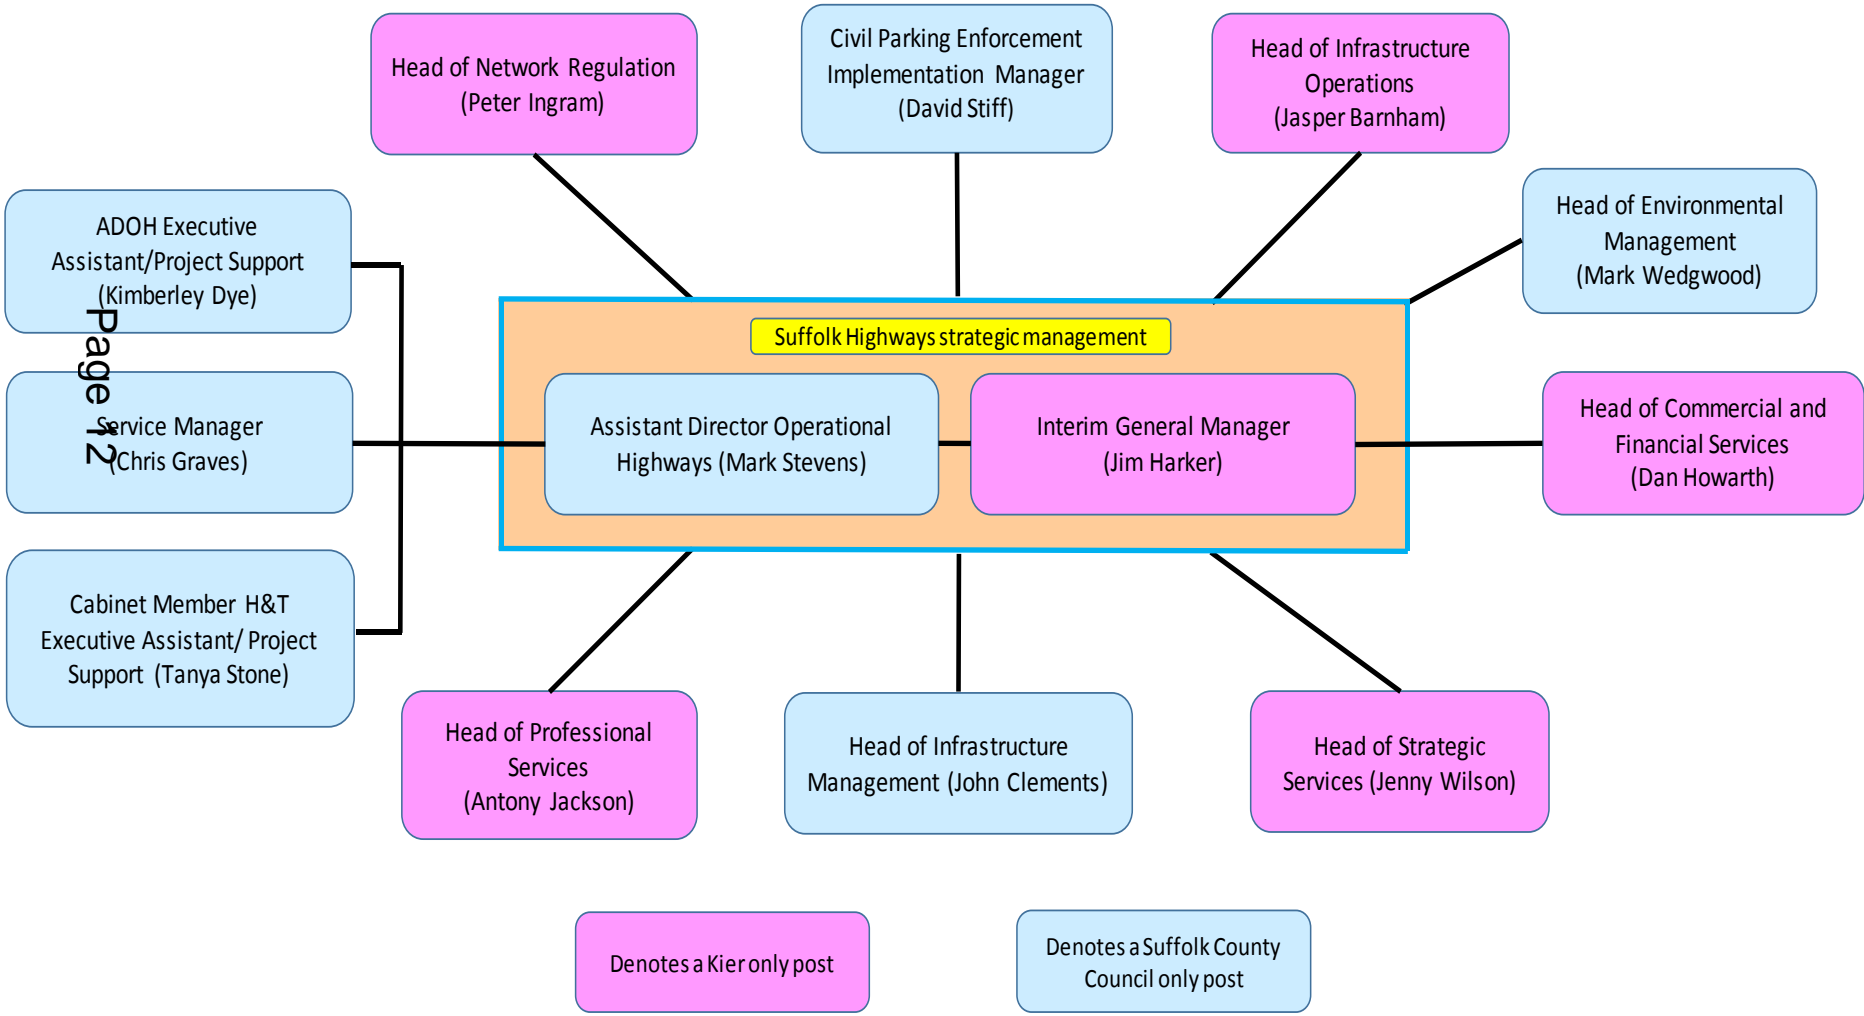 Head of Network Regulation
(Peter Ingram)
Civil Parking Enforcement
Implementation Manager
(David Stiff)
Head of Infrastructure
Operations
(Jasper Barnham)
Head of Environmental
Management
(Mark Wedgwood)
ADOH Executive
Assistant/Project Support
(Kimberley Dye)
Page 12
Service Manager
(Chris Graves)
Cabinet Member H&T
Executive Assistant/ Project
Support (Tanya Stone)
Suffolk Highways strategic management
Assistant Director Operational
Highways (Mark Stevens)
Interim General Manager
(Jim Harker)
Head of Commercial and
Financial Services
(Dan Howarth)
Head of Professional
Services
(Antony Jackson)
Head of Infrastructure
Management (John Clements)
Head of Strategic
Services (Jenny Wilson)
Denotes a Kier only post
Denotes a Suffolk County
Council only post